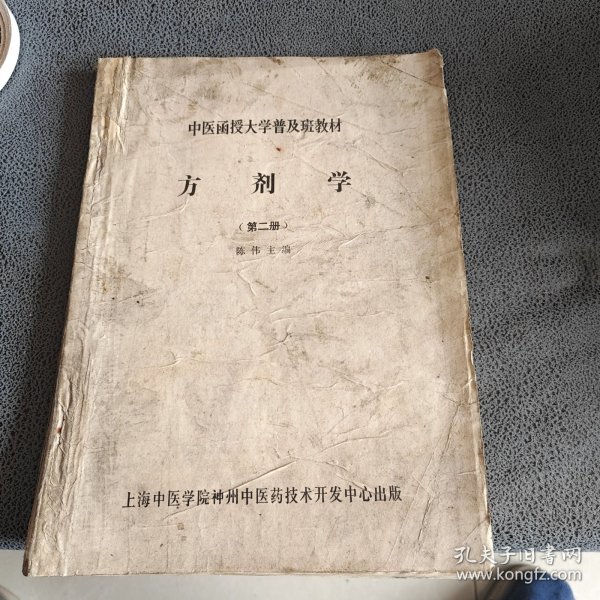 中医函授大学普及班教材
方剂学
（第二册）
陈伟主编
上海中医学院神州中医药技术开发中心出版
孔夫子旧书网
www.kongfz.com